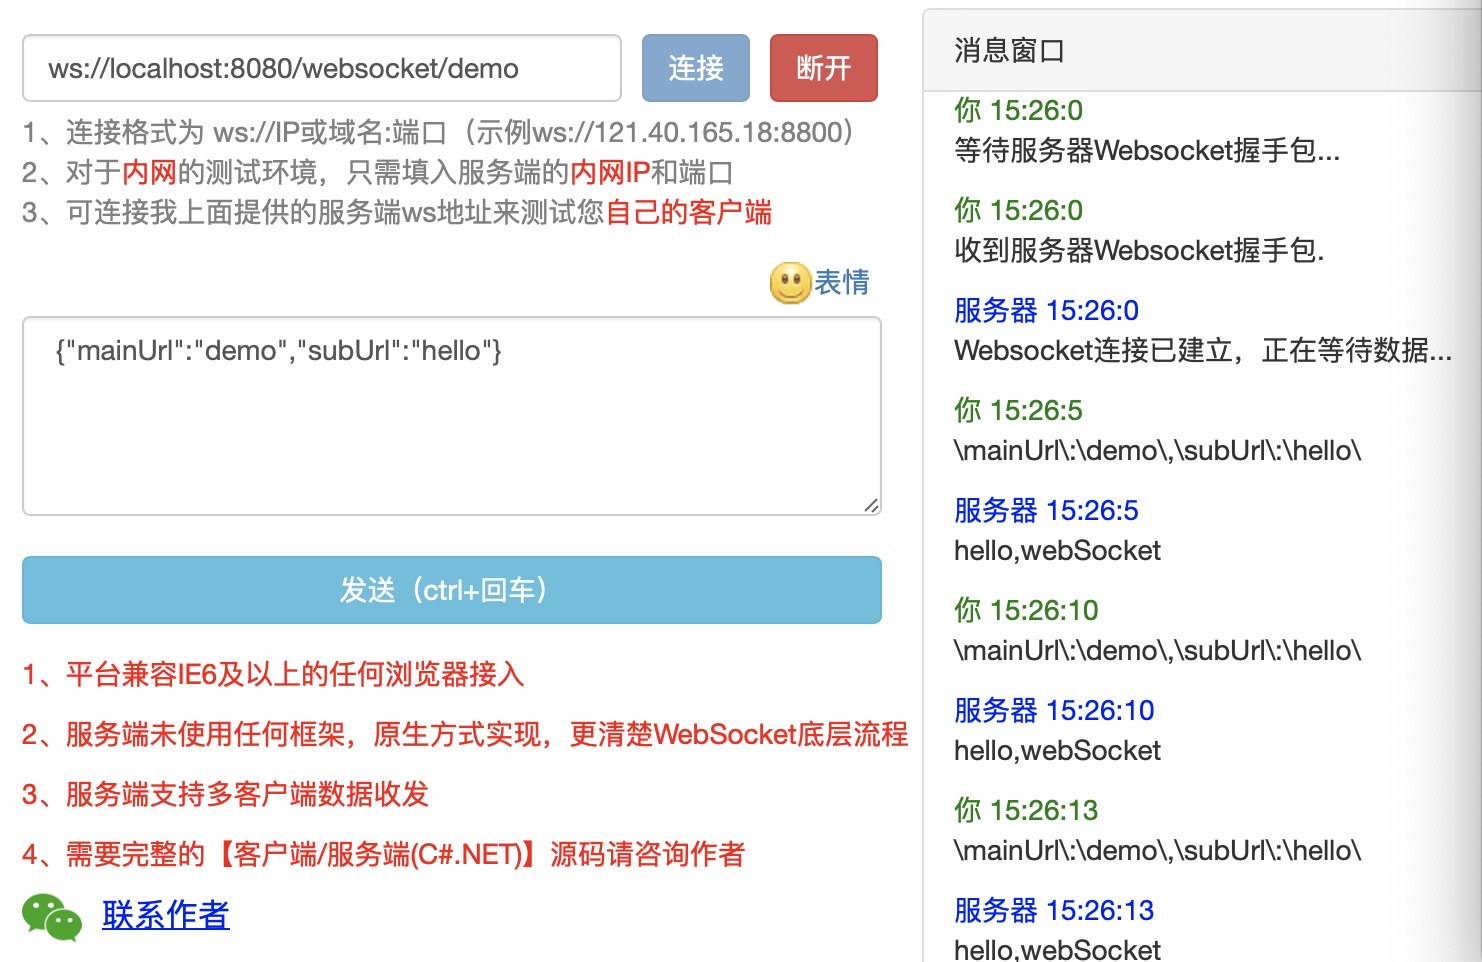 ws://localhost:8080/websocket/demo
连接
断开
1、连接格式为 ws://IP或域名:端口（示例ws://121.40.165.18:8800）
2、对于内网的测试环境，只需填入服务端的内网IP和端口
3、可连接我上面提供的服务端ws地址来测试您自己的客户端
表情
{"mainUrl":"demo","subUrl":"hello"}
发送（ctrl+回车）
1、平台兼容IE6及以上的任何浏览器接入
2、服务端未使用任何框架，原生方式实现，更清楚WebSocket底层流程
3、服务端支持多客户端数据收发
4、需要完整的【客户端/服务端(C#.NET)】源码请咨询作者
联系作者
消息窗口
你 15:26:0
等待服务器Websocket握手包...
你 15:26:0
收到服务器Websocket握手包.
服务器 15:26:0
Websocket连接已建立，正在等待数据...
你 15:26:5
\mainUrl\:\demo\,\subUrl\:\hello\
服务器 15:26:5
hello,webSocket
你 15:26:10
\mainUrl\:\demo\,\subUrl\:\hello\
服务器 15:26:10
hello,webSocket
你 15:26:13
\mainUrl\:\demo\,\subUrl\:\hello\
服务器 15:26:13
hello,webSocket